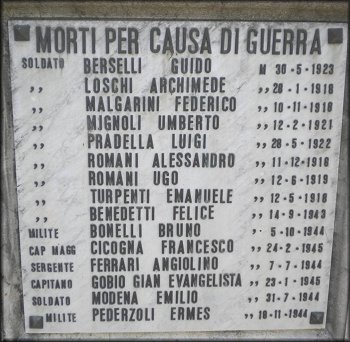 MORTI PER CAUSA DI GUERRA
SOLDATO BERSELLI GUIDO M 30-5-1923
,, LOSCHI ARCHIMEDE ,, 28-1-1918
,, MALGARINI FEDERICO ,, 10-11-1918
,, MIGNOLI UMBERTO ,, 12-2-1921
,, PRADELLA LUIGI ,, 28-5-1922
,, ROMANI ALESSANDRO ,, 11-12-1918
,, ROMANI UGO ,, 12-6-1919
,, TURPENTI EMANUELE ,, 12-5-1918
,, BENEDETTI FELICE ,, 14-9-1943
MILITE BONELLI BRUNO ,, 5-10-1944
CAP MAGG CICOGNA FRANCESCO ,, 24-2-1945
SERGENTE FERRARI ANGIOLINO ,, 7-7-1944
CAPITANO GOBIO GIAN EVANGELISTA ,, 23-1-1945
SOLDATO MODENA EMILIO ,, 31-7-1944
MILITE PEDERZOLI ERMES ,, 18-11-1944